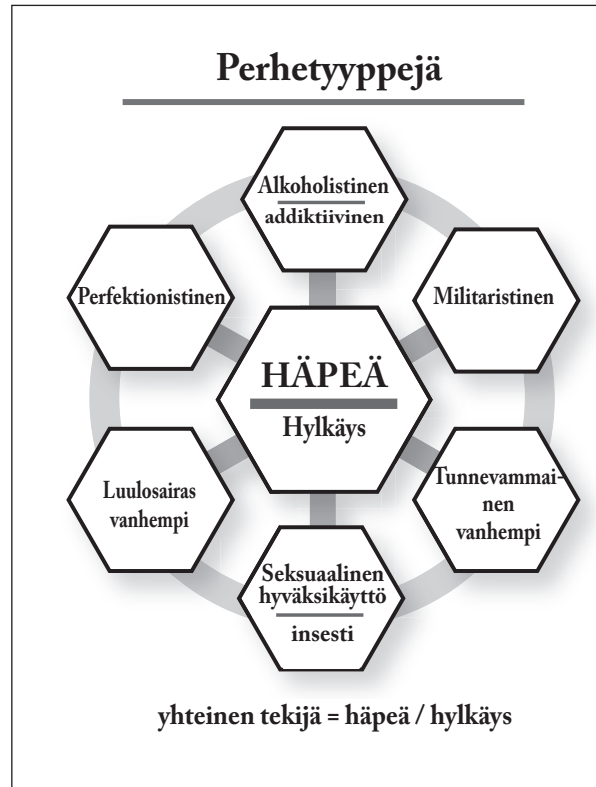 Perhetyyppejä
Alkoholistinen
addiktiivinen
Perfektionistinen
Militaristinen
HÄPEÄ
Hylkäys
Luulosairas
vanhempi
Tunnevammai-
nen
vanhempi
Seksuaalinen
hyväksikäyttö
insesti
yhteinen tekijä = häpeä / hylkäys